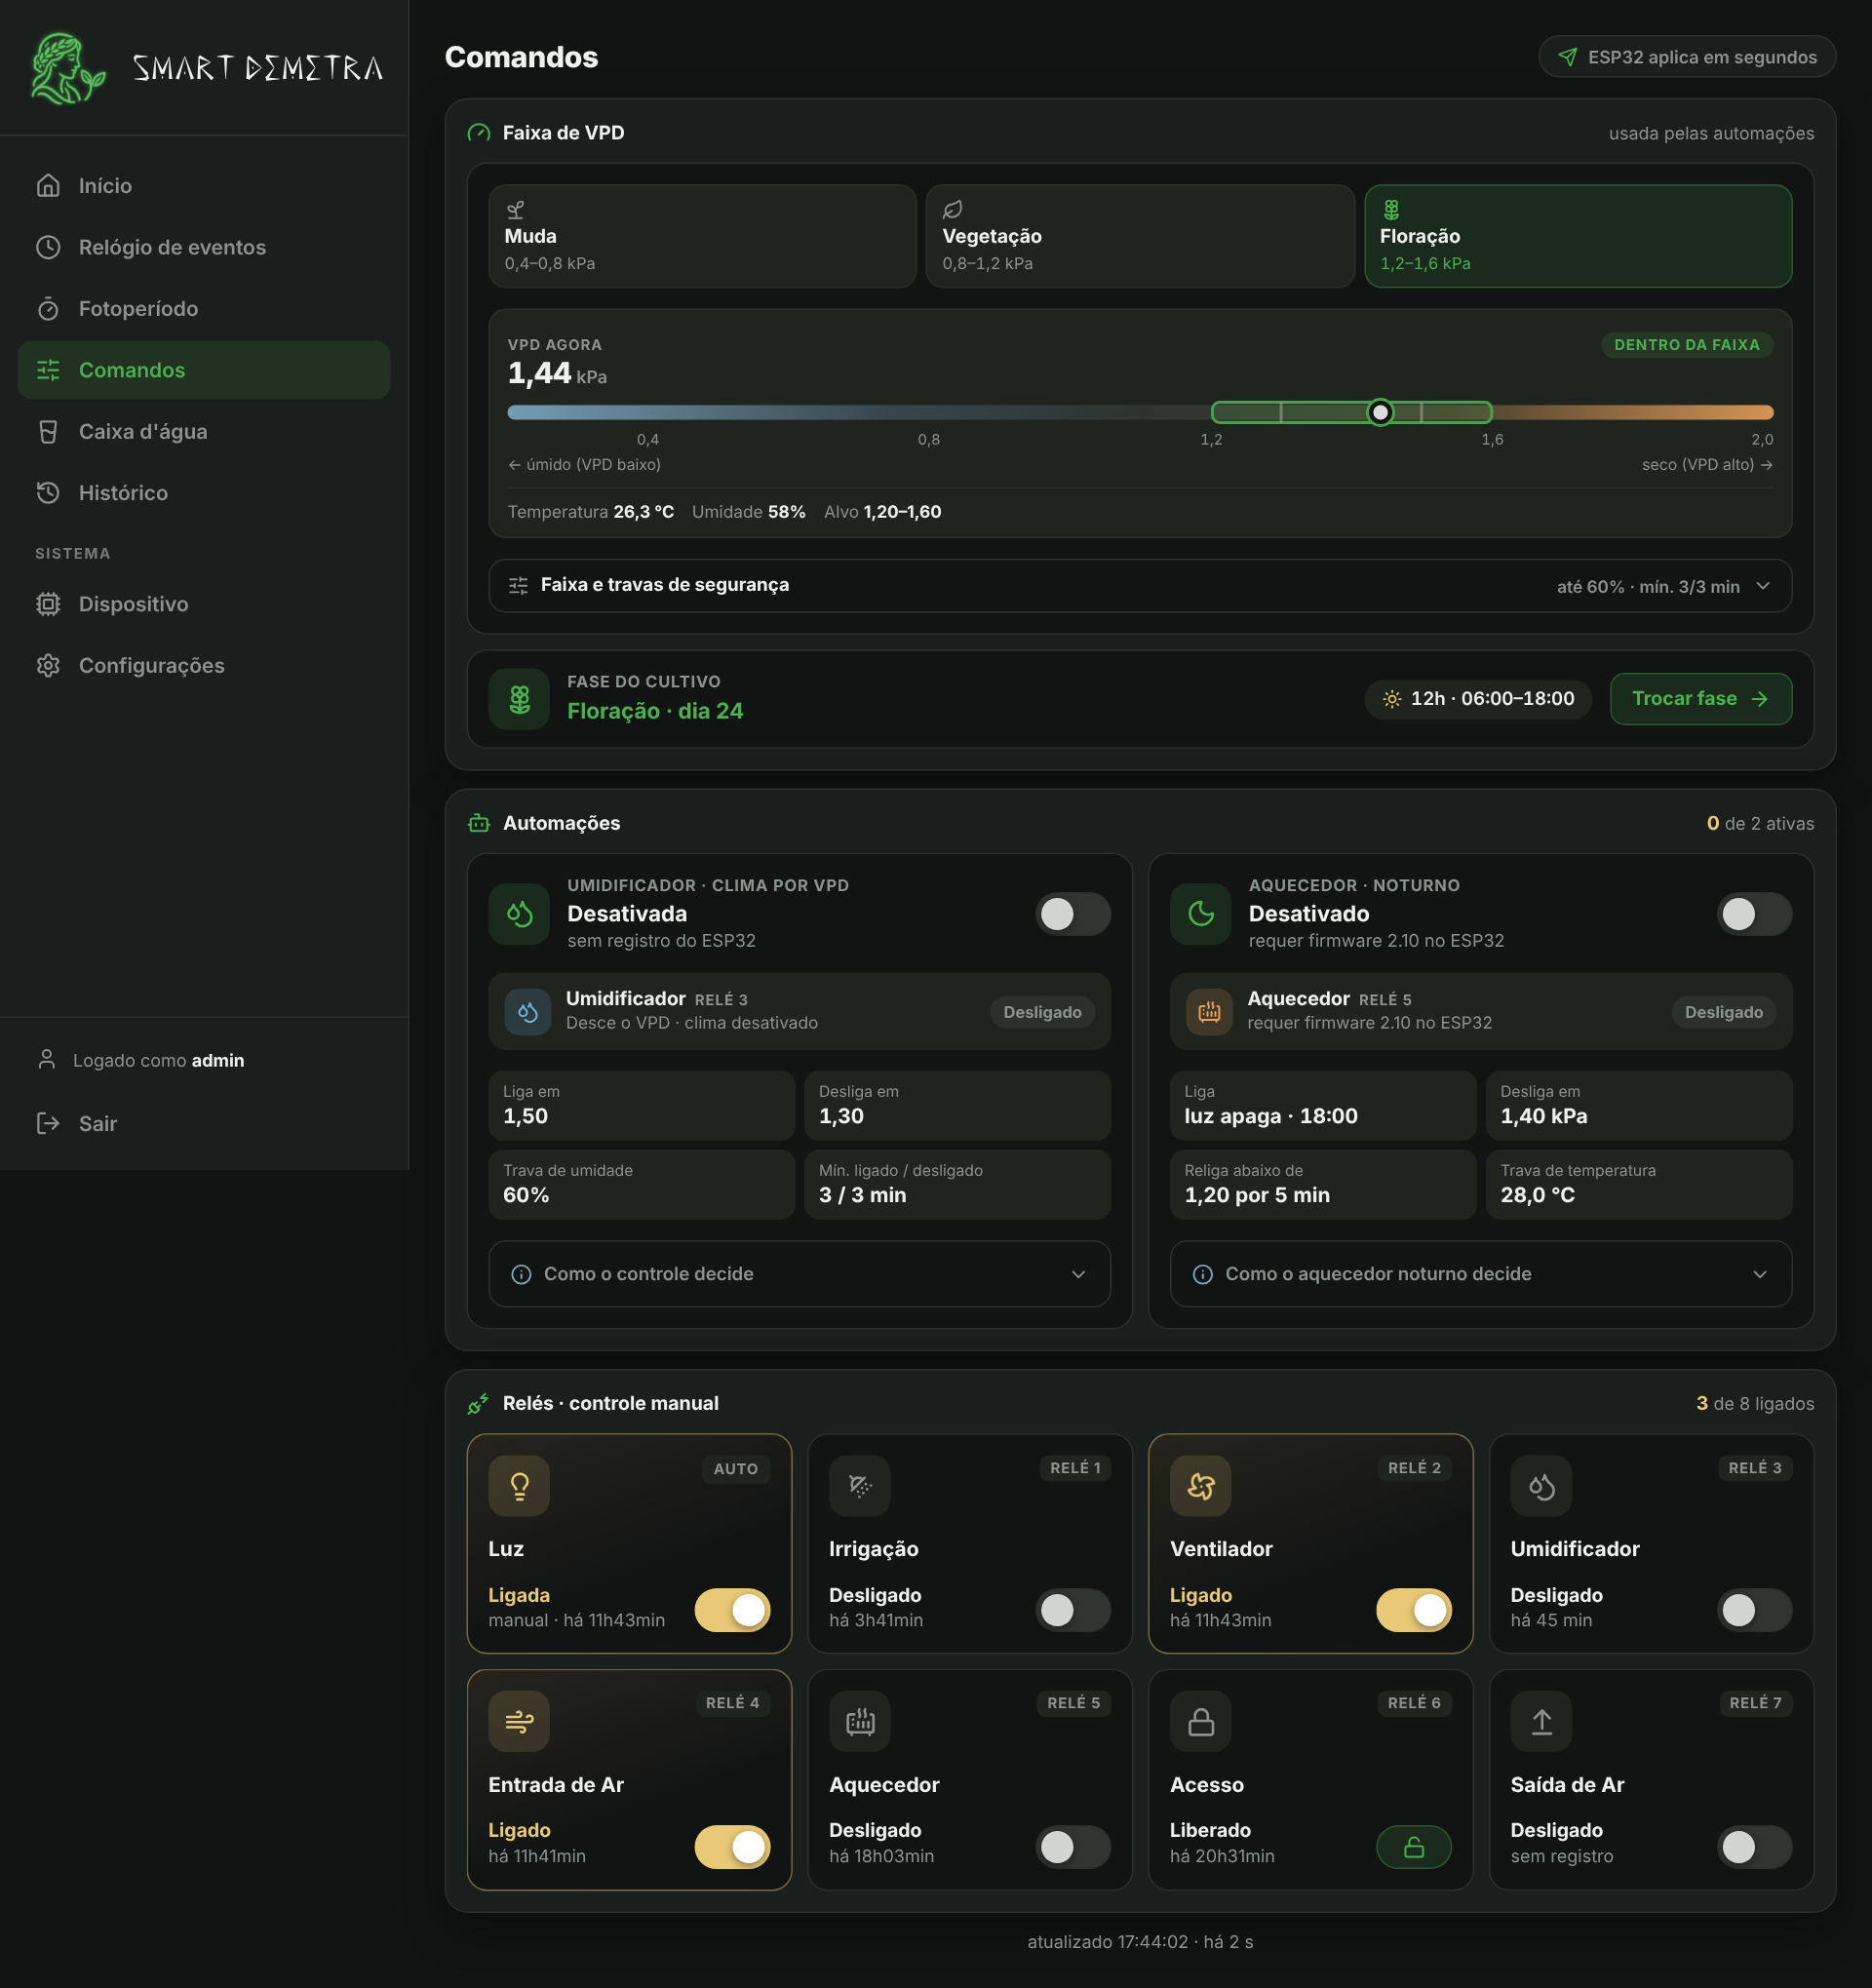 SMART DEMETRA
Início
Relógio de eventos
Fotoperíodo
Comandos
Caixa d'água
Histórico
SISTEMA
Dispositivo
Configurações
Logado como admin
Sair
Comandos
ESP32 aplica em segundos
Faixa de VPD
usada pelas automações
Muda
0,4–0,8 kPa
Vegetação
0,8–1,2 kPa
Floração
1,2–1,6 kPa
VPD AGORA
DENTRO DA FAIXA
1,44 kPa
0,4 0,8 1,2 1,6 2,0
← úmido (VPD baixo)
seco (VPD alto) →
Temperatura 26,3 °C Umidade 58% Alvo 1,20–1,60
Faixa e travas de segurança
até 60% · mín. 3/3 min
FASE DO CULTIVO
Floração · dia 24
12h · 06:00–18:00
Trocar fase →
Automações
0 de 2 ativas
UMIDIFICADOR · CLIMA POR VPD
Desativada
sem registro do ESP32
Umidificador RELÉ 3
Desce o VPD · clima desativado
Desligado
Liga em
1,50
Desliga em
1,30
Trava de umidade
60%
Mín. ligado / desligado
3 / 3 min
Como o controle decide
AQUECEDOR · NOTURNO
Desativado
requer firmware 2.10 no ESP32
Aquecedor RELÉ 5
requer firmware 2.10 no ESP32
Desligado
Liga
luz apaga · 18:00
Desliga em
1,40 kPa
Religa abaixo de
1,20 por 5 min
Trava de temperatura
28,0 °C
Como o aquecedor noturno decide
Relés · controle manual
3 de 8 ligados
AUTO
Luz
Ligada
manual · há 11h43min
RELÉ 1
Irrigação
Desligado
há 3h41min
RELÉ 2
Ventilador
Ligado
há 11h43min
RELÉ 3
Umidificador
Desligado
há 45 min
RELÉ 4
Entrada de Ar
Ligado
há 11h41min
RELÉ 5
Aquecedor
Desligado
há 18h03min
RELÉ 6
Acesso
Liberado
há 20h31min
RELÉ 7
Saída de Ar
Desligado
sem registro
atualizado 17:44:02 · há 2 s